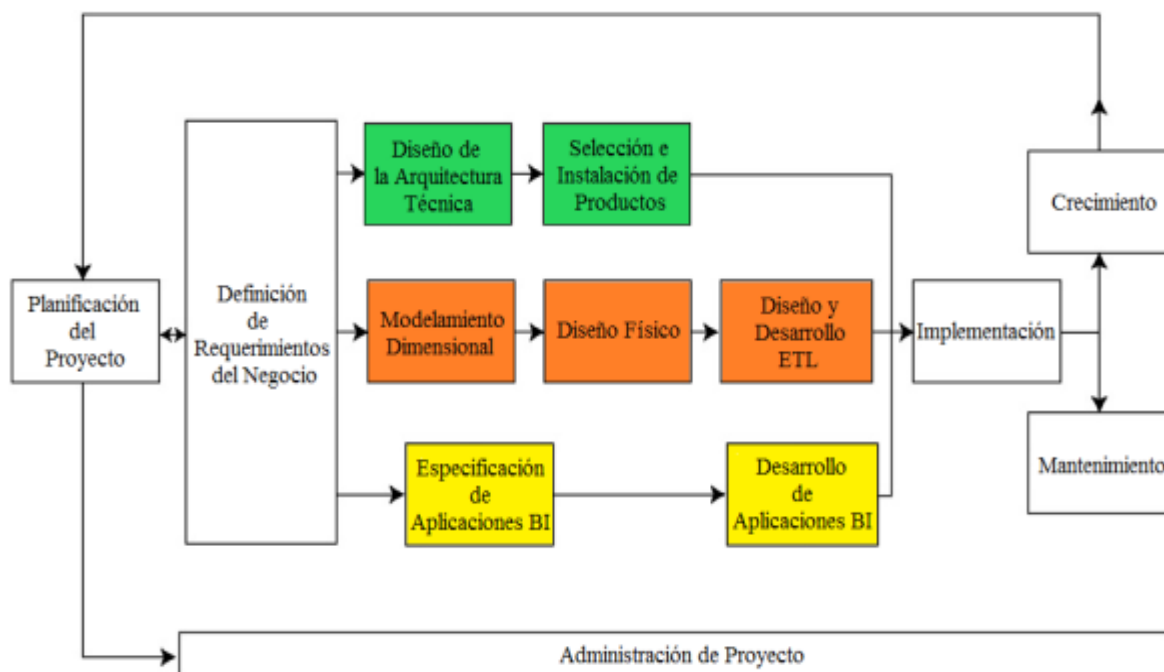 Planificación
del
Proyecto
Definición
de
Requerimientos
del Negocio
Diseño de
la Arquitectura
Técnica
Selección e
Instalación de
Productos
Modelamiento
Dimensional
Diseño Físico
Diseño y
Desarrollo
ETL
Especificación
de
Aplicaciones BI
Desarrollo
de
Aplicaciones BI
Implementación
Crecimiento
Mantenimiento
Administración de Proyecto